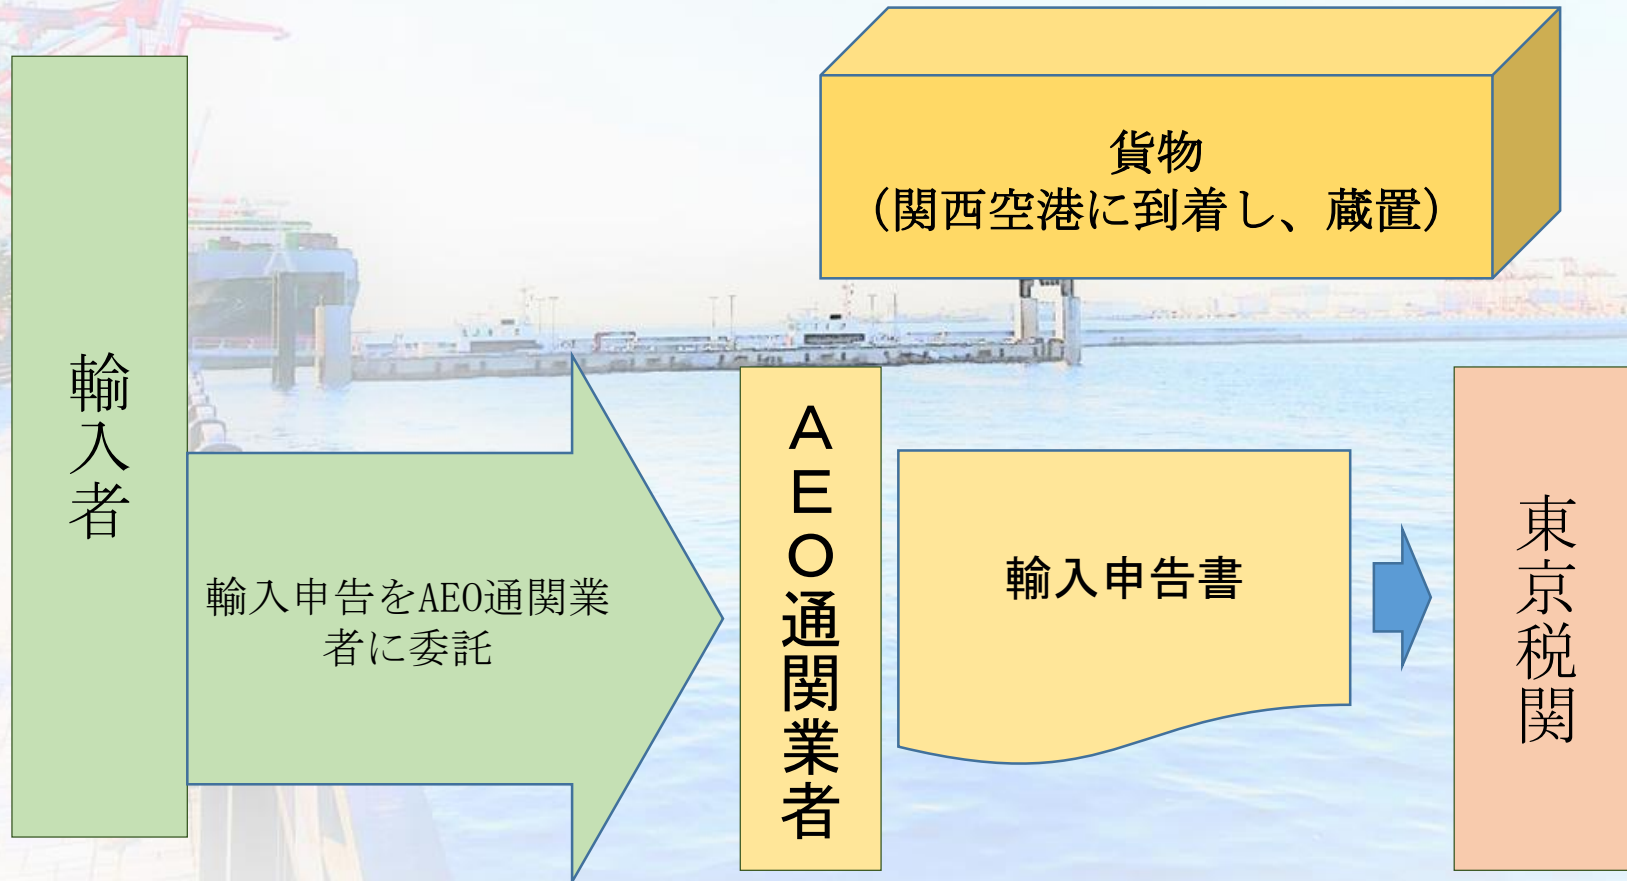 輸入者
輸入申告をAEO通関業
者に委託
貨物
（関西空港に到着し、蔵置）
ＡＥＯ通関業者
輸入申告書
東京税関